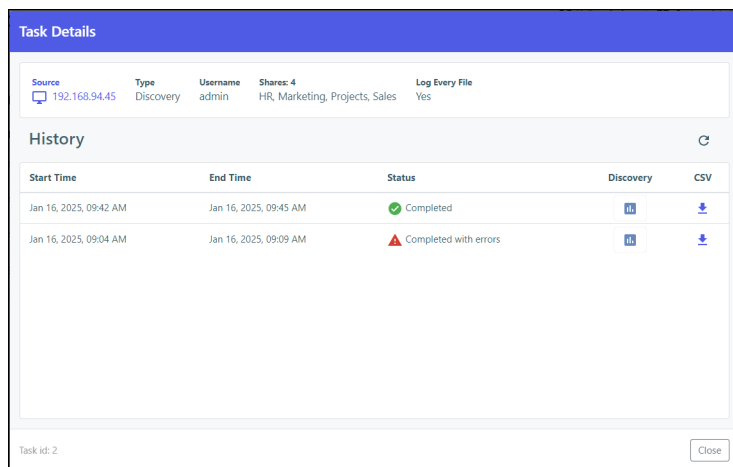 Task Details
Source Type Username Shares: 4 Log Every File
192.168.94.45 Discovery admin HR, Marketing, Projects, Sales Yes
History
Start Time End Time Status Discovery CSV
Jan 16, 2025, 09:42 AM Jan 16, 2025, 09:45 AM Completed
Jan 16, 2025, 09:04 AM Jan 16, 2025, 09:09 AM Completed with errors
Task id: 2 Close